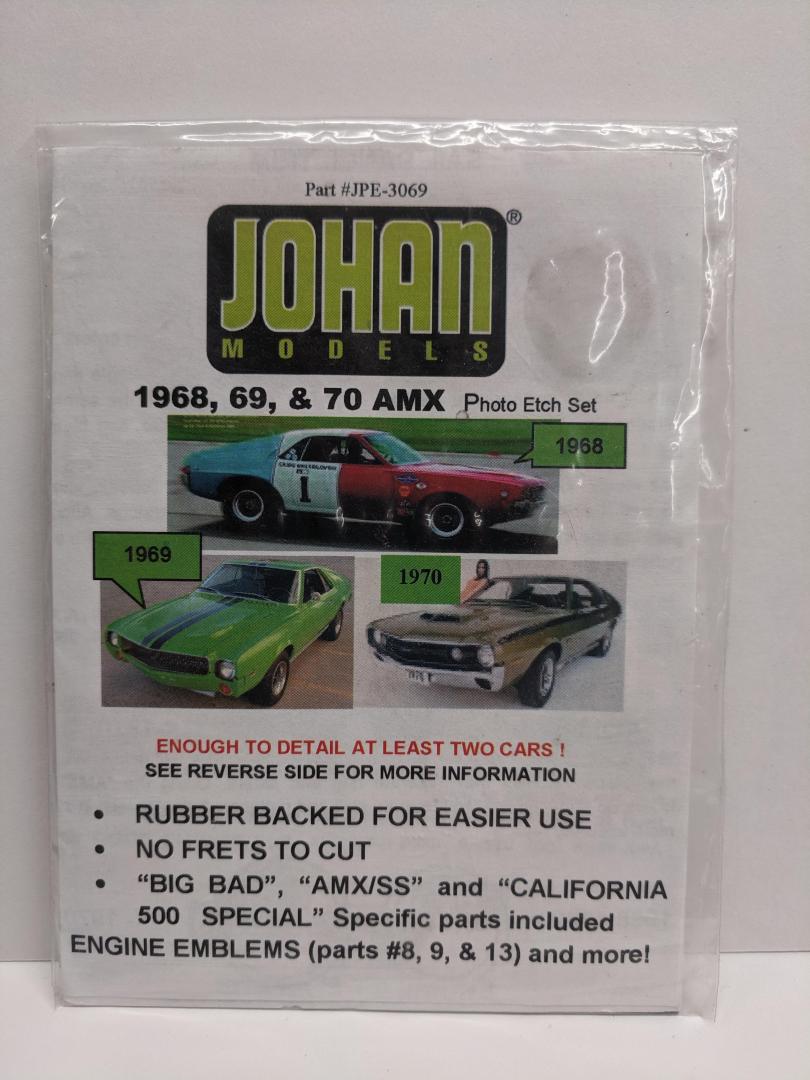 Part #JPE-3069
JOHAN®
MODELS
1968, 69, & 70 AMX Photo Etch Set
1968
1
1969
1970
ENOUGH TO DETAIL AT LEAST TWO CARS !
SEE REVERSE SIDE FOR MORE INFORMATION
• RUBBER BACKED FOR EASIER USE
• NO FRETS TO CUT
• “BIG BAD”, “AMX/SS” and “CALIFORNIA
500 SPECIAL” Specific parts included
ENGINE EMBLEMS (parts #8, 9, & 13) and more!